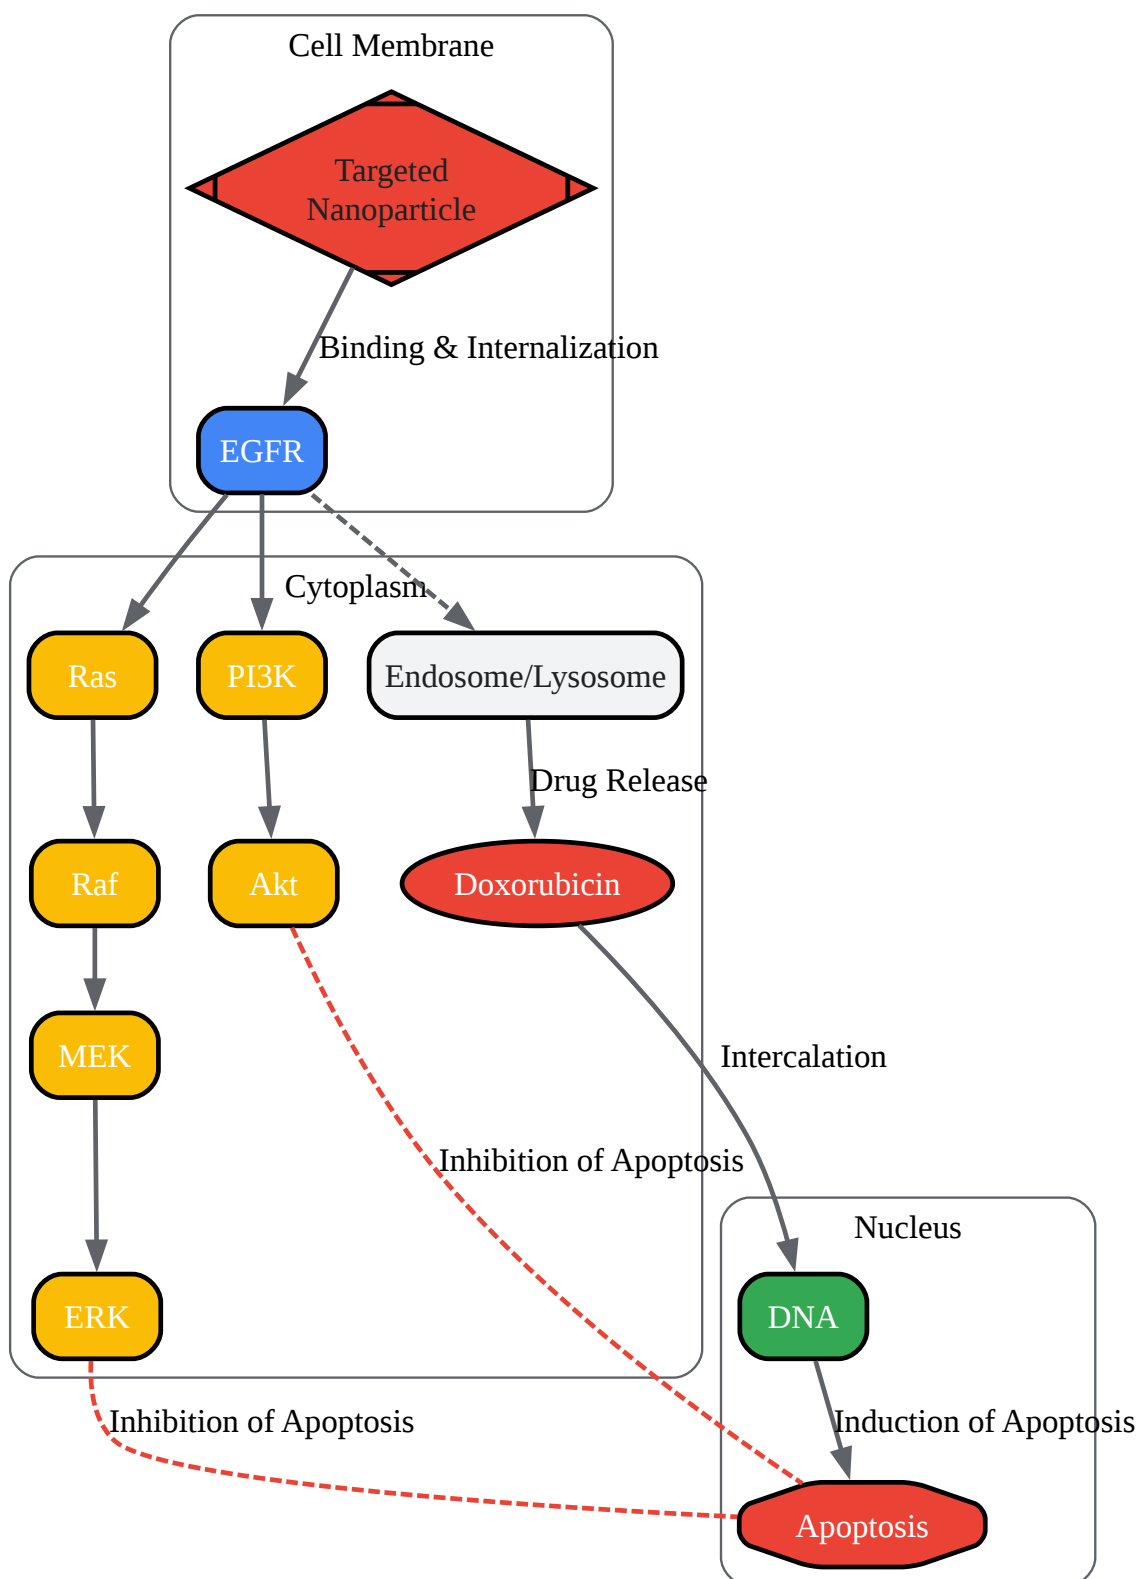 Cell Membrane
Targeted
Nanoparticle
Binding & Internalization
EGFR
Cytoplasm
Ras
PI3K
Endosome/Lysosome
Drug Release
Raf
Akt
Doxorubicin
MEK
Intercalation
Inhibition of Apoptosis
Nucleus
ERK
DNA
Inhibition of Apoptosis
Induction of Apoptosis
Apoptosis